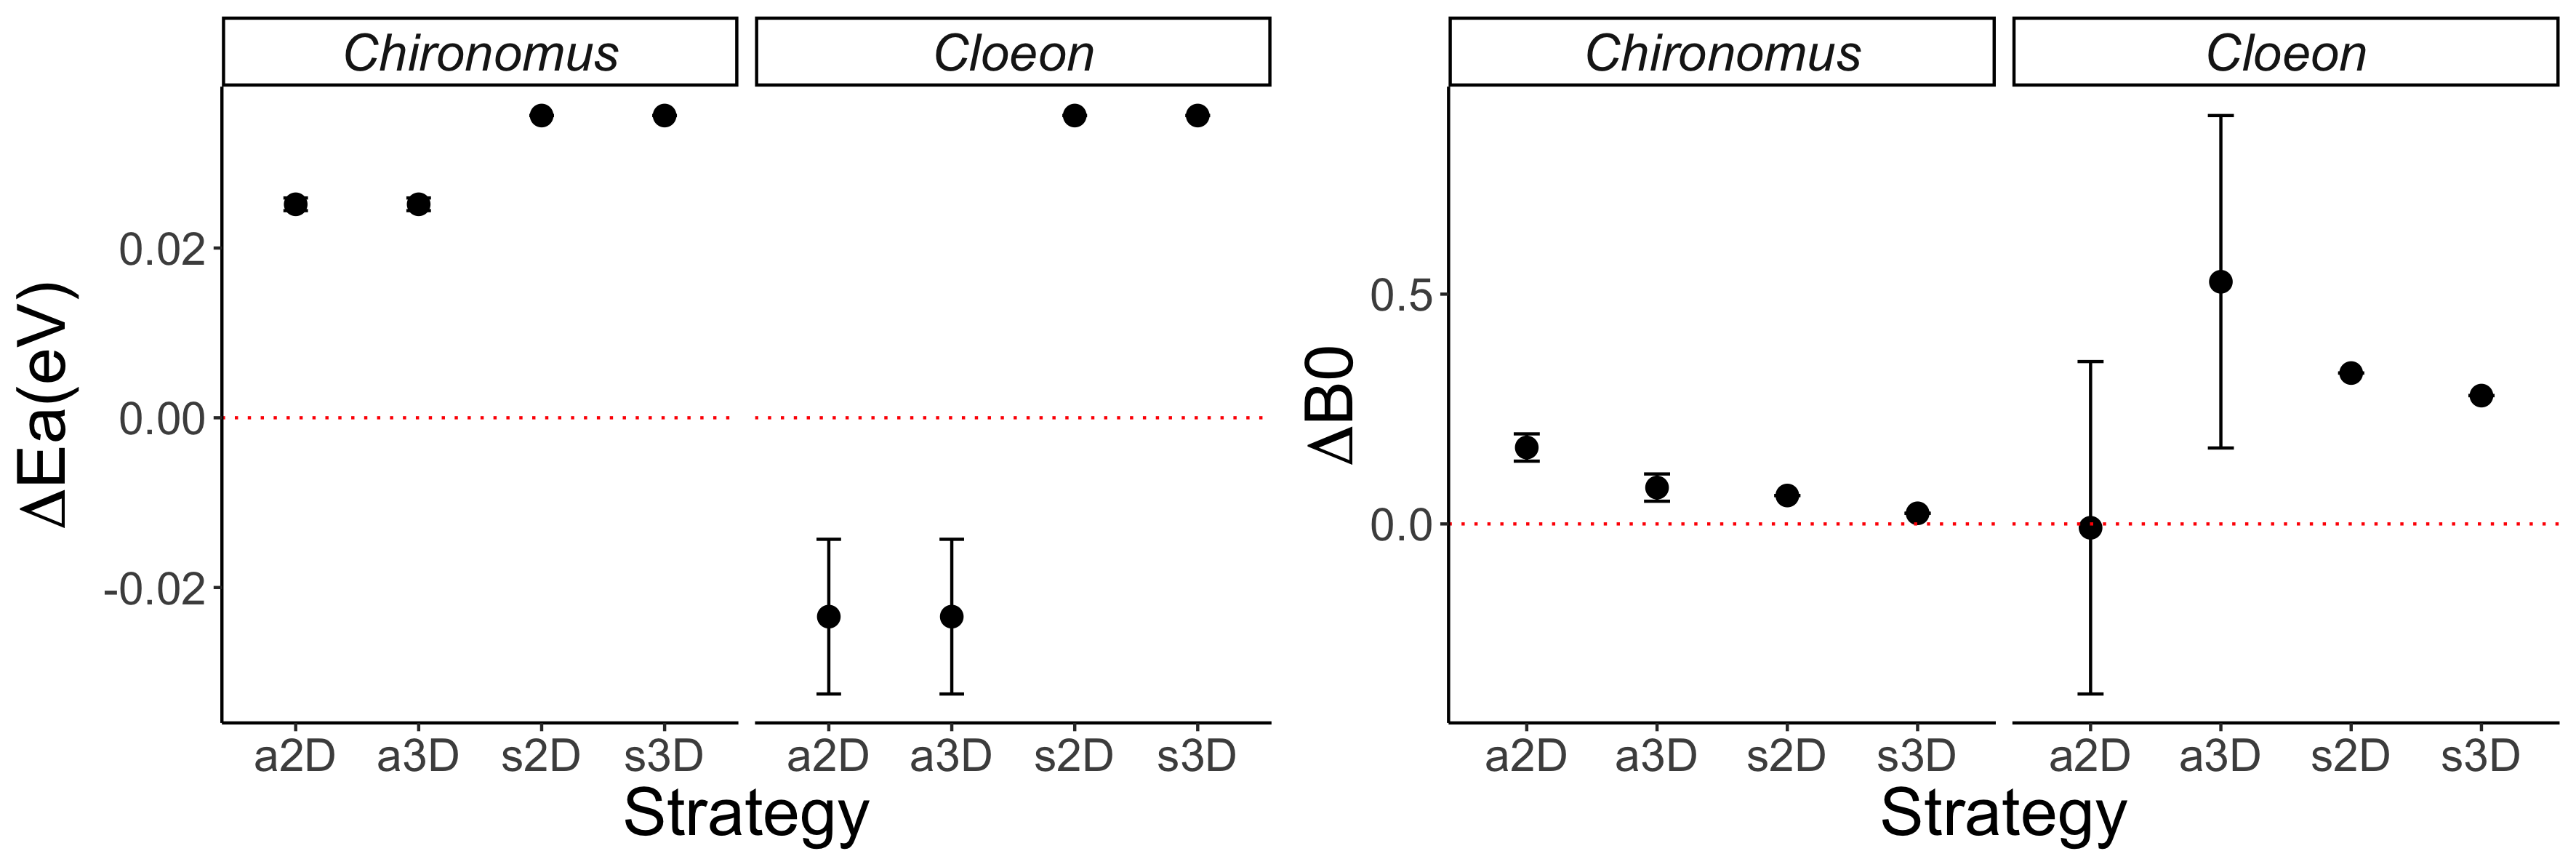 Chironomus Cloeon
ΔEa(eV)
0.02
0.00
-0.02
a2D a3D s2D s3D a2D a3D s2D s3D
Strategy
Chironomus Cloeon
ΔB0
0.5
0.0
a2D a3D s2D s3D a2D a3D s2D s3D
Strategy